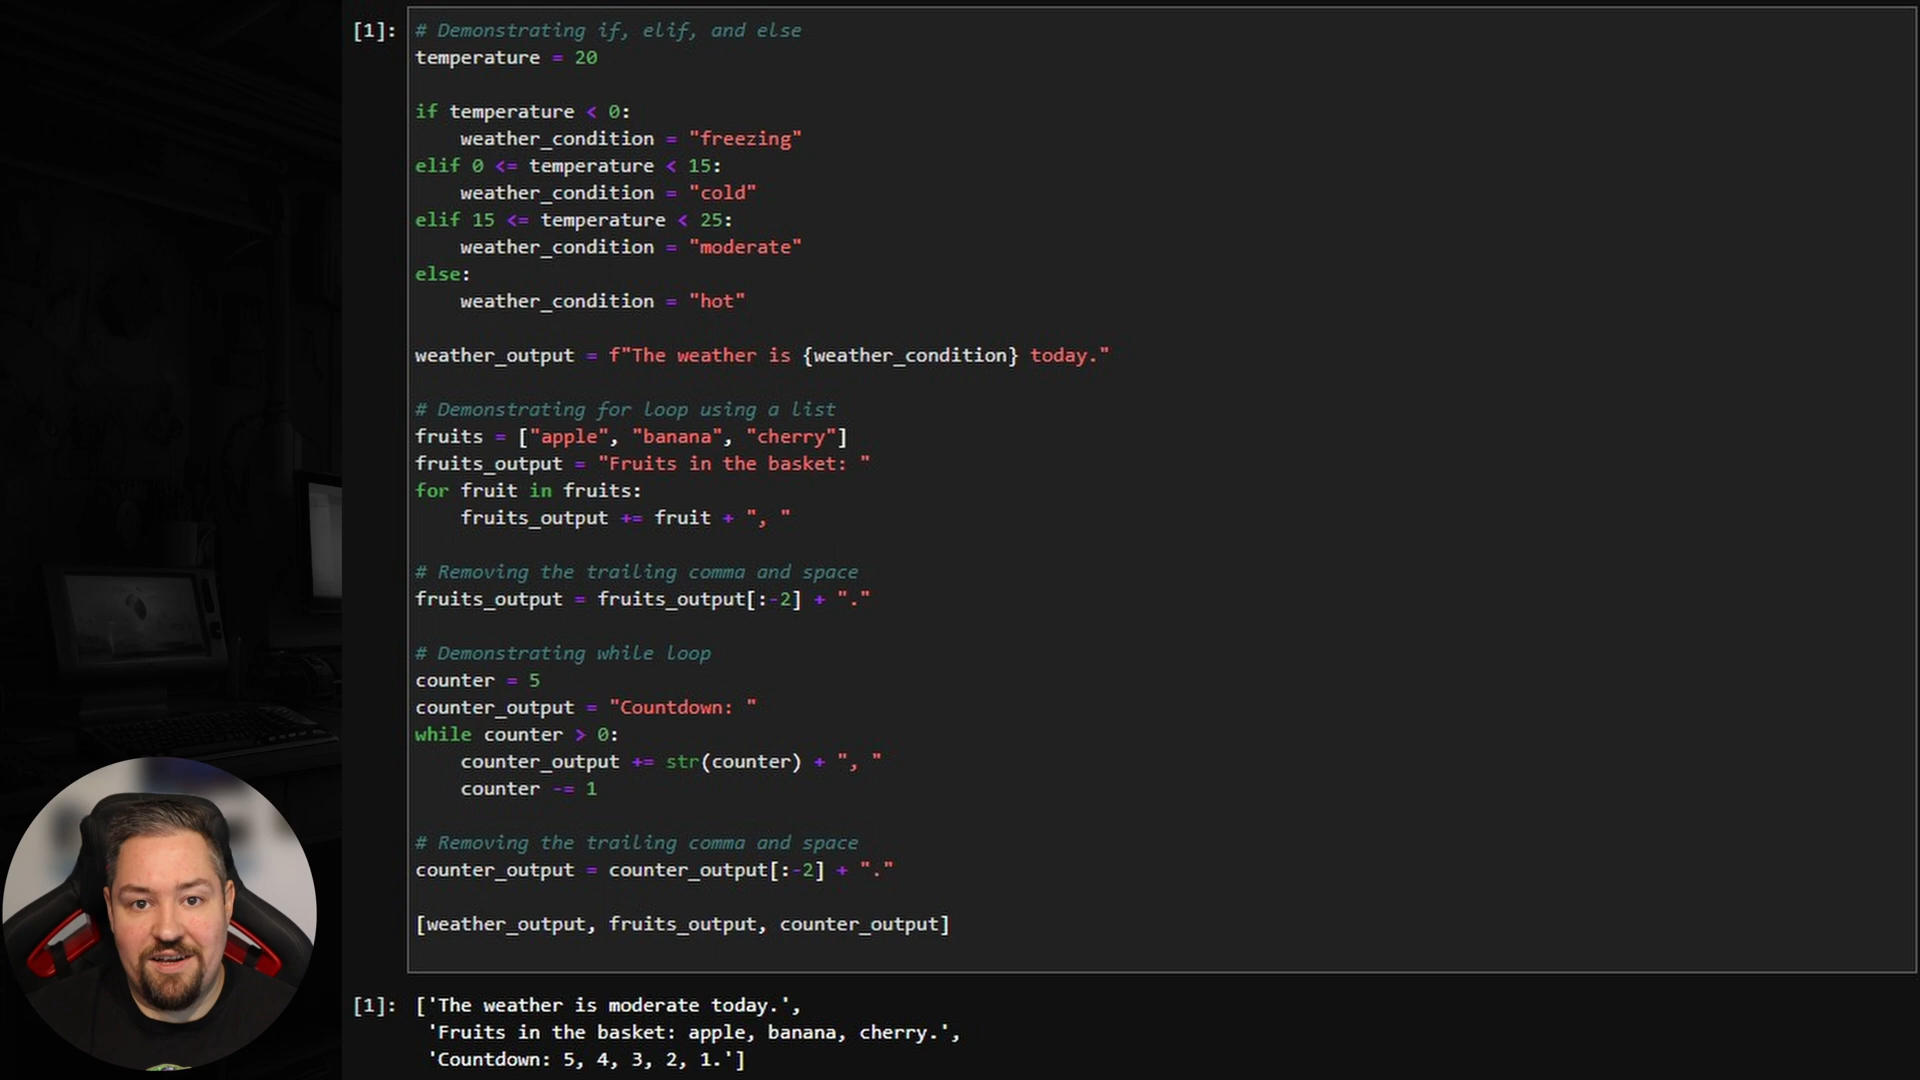 [1]: # Demonstrating if, elif, and else
temperature = 20
if temperature < 0:
    weather_condition = "freezing"
elif 0 <= temperature < 15:
    weather_condition = "cold"
elif 15 <= temperature < 25:
    weather_condition = "moderate"
else:
    weather_condition = "hot"
weather_output = f"The weather is {weather_condition} today."
# Demonstrating for loop using a list
fruits = ["apple", "banana", "cherry"]
fruits_output = "Fruits in the basket: "
for fruit in fruits:
    fruits_output += fruit + ", "
# Removing the trailing comma and space
fruits_output = fruits_output[:-2] + "."
# Demonstrating while loop
counter = 5
counter_output = "Countdown: "
while counter > 0:
    counter_output += str(counter) + ", "
    counter -= 1
# Removing the trailing comma and space
counter_output = counter_output[:-2] + "."
[weather_output, fruits_output, counter_output]
[1]: ['The weather is moderate today.',
 'Fruits in the basket: apple, banana, cherry.',
 'Countdown: 5, 4, 3, 2, 1.']